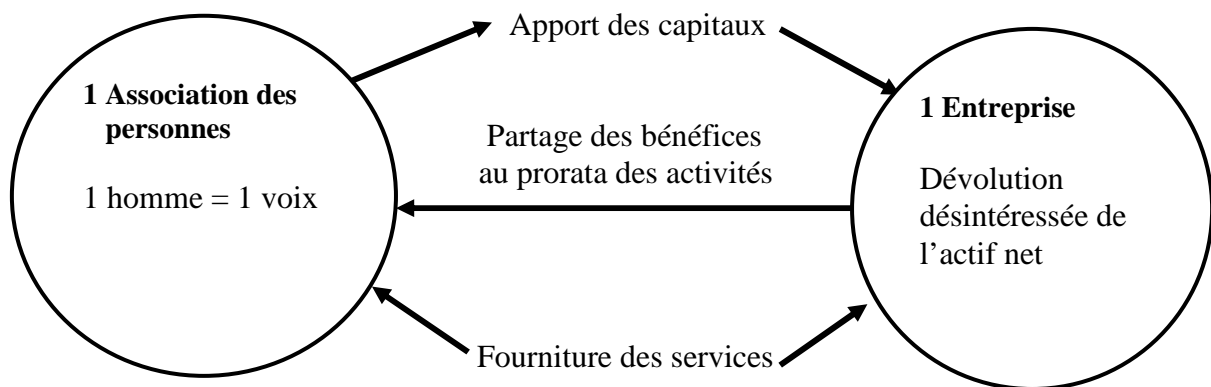 Apport des capitaux
1 Association des
personnes
1 homme = 1 voix
Partage des bénéfices
au prorata des activités
1 Entreprise
Dévolution
désintéressée de
l’actif net
Fourniture des services